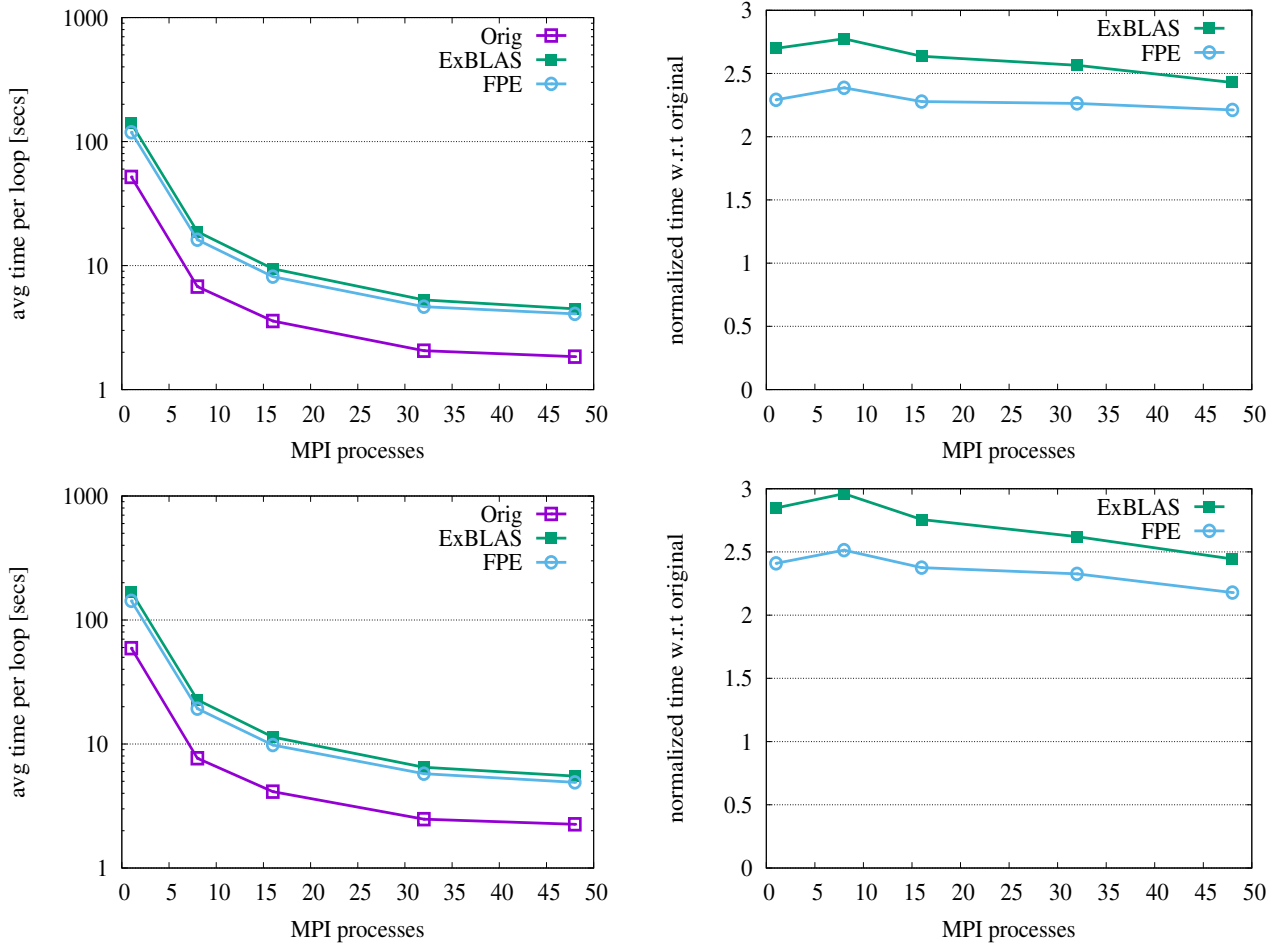 avg time per loop [secs]
1000
100
10
1
Orig
ExBLAS
FPE
0 5 10 15 20 25 30 35 40 45 50
MPI processes
normalized time w.r.t original
3
2.5
2
1.5
1
0.5
0
ExBLAS
FPE
0 5 10 15 20 25 30 35 40 45 50
MPI processes
avg time per loop [secs]
1000
100
10
1
Orig
ExBLAS
FPE
0 5 10 15 20 25 30 35 40 45 50
MPI processes
normalized time w.r.t original
3
2.5
2
1.5
1
0.5
0
ExBLAS
FPE
0 5 10 15 20 25 30 35 40 45 50
MPI processes